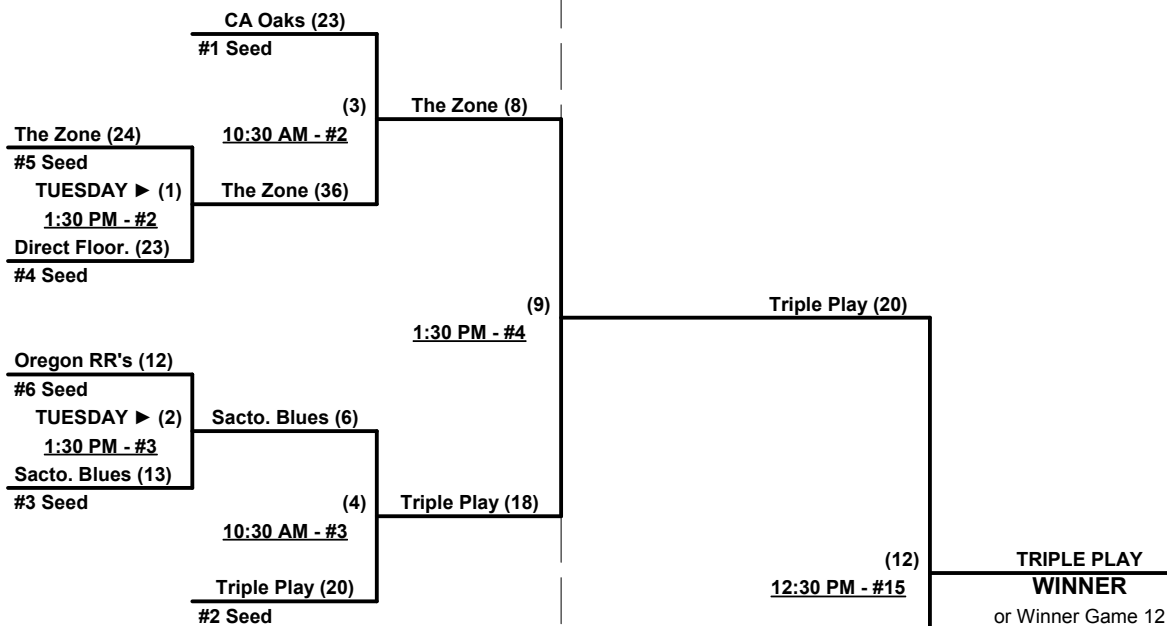 CA Oaks (23)
#1 Seed
(3)
10:30 AM - #2
The Zone (8)
The Zone (24)
#5 Seed
TUESDAY ► (1)
1:30 PM - #2
The Zone (36)
Direct Floor. (23)
#4 Seed
(9)
1:30 PM - #4
Triple Play (20)
Oregon RR's (12)
#6 Seed
TUESDAY ► (2)
1:30 PM - #3
Sacto. Blues (6)
Sacto. Blues (13)
#3 Seed
(4)
10:30 AM - #3
Triple Play (18)
Triple Play (20)
#2 Seed
(12)
12:30 PM - #15
TRIPLE PLAY
WINNER
or Winner Game 12